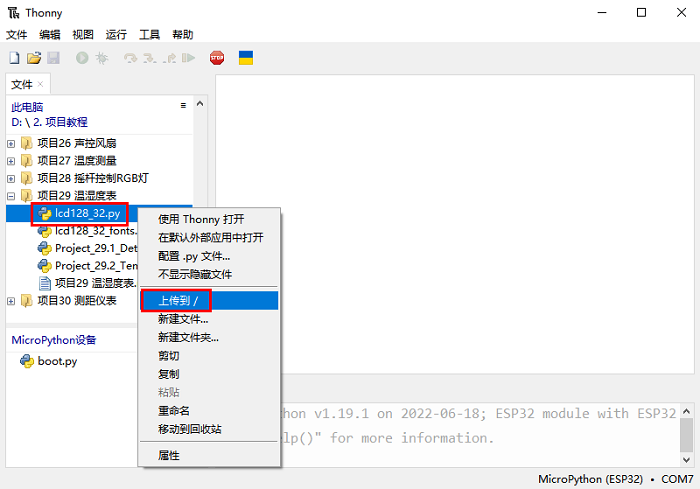 Thonny
文件 编辑 视图 运行 工具 帮助
STOP
文件 ×
此电脑
D: \ 2. 项目教程
项目26 声控风扇
项目27 温度测量
项目28 摇杆控制RGB灯
项目29 温湿度表
lcd128_32.py
lcd128_32_fonts.
Project_29.1_Det
Project_29.2_Ten
项目29 温湿度表.
项目30 测距仪表
使用 Thonny 打开
在默认外部应用中打开
配置 .py 文件...
不显示隐藏文件
上传到 /
新建文件...
新建文件夹...
剪切
复制
粘贴
重命名
移动到回收站
属性
MicroPython设备
boot.py
thon v1.19.1 on 2022-06-18; ESP32 module with ESP32
elp()" for more information.
MicroPython (ESP32) • COM7